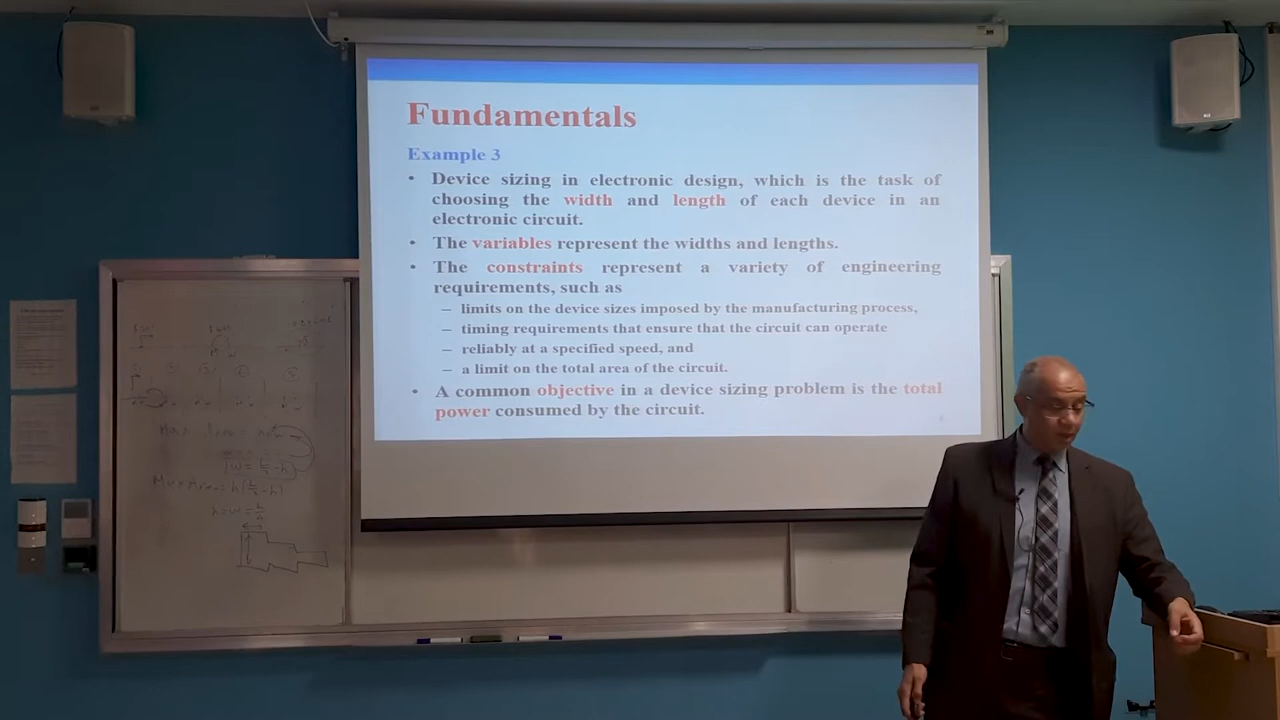 Fundamentals
Example 3
• Device sizing in electronic design, which is the task of
choosing the width and length of each device in an
electronic circuit.
• The variables represent the widths and lengths.
• The constraints represent a variety of engineering
requirements, such as
– limits on the device sizes imposed by the manufacturing process,
– timing requirements that ensure that the circuit can operate
– reliably at a specified speed, and
– a limit on the total area of the circuit.
• A common objective in a device sizing problem is the total
power consumed by the circuit.